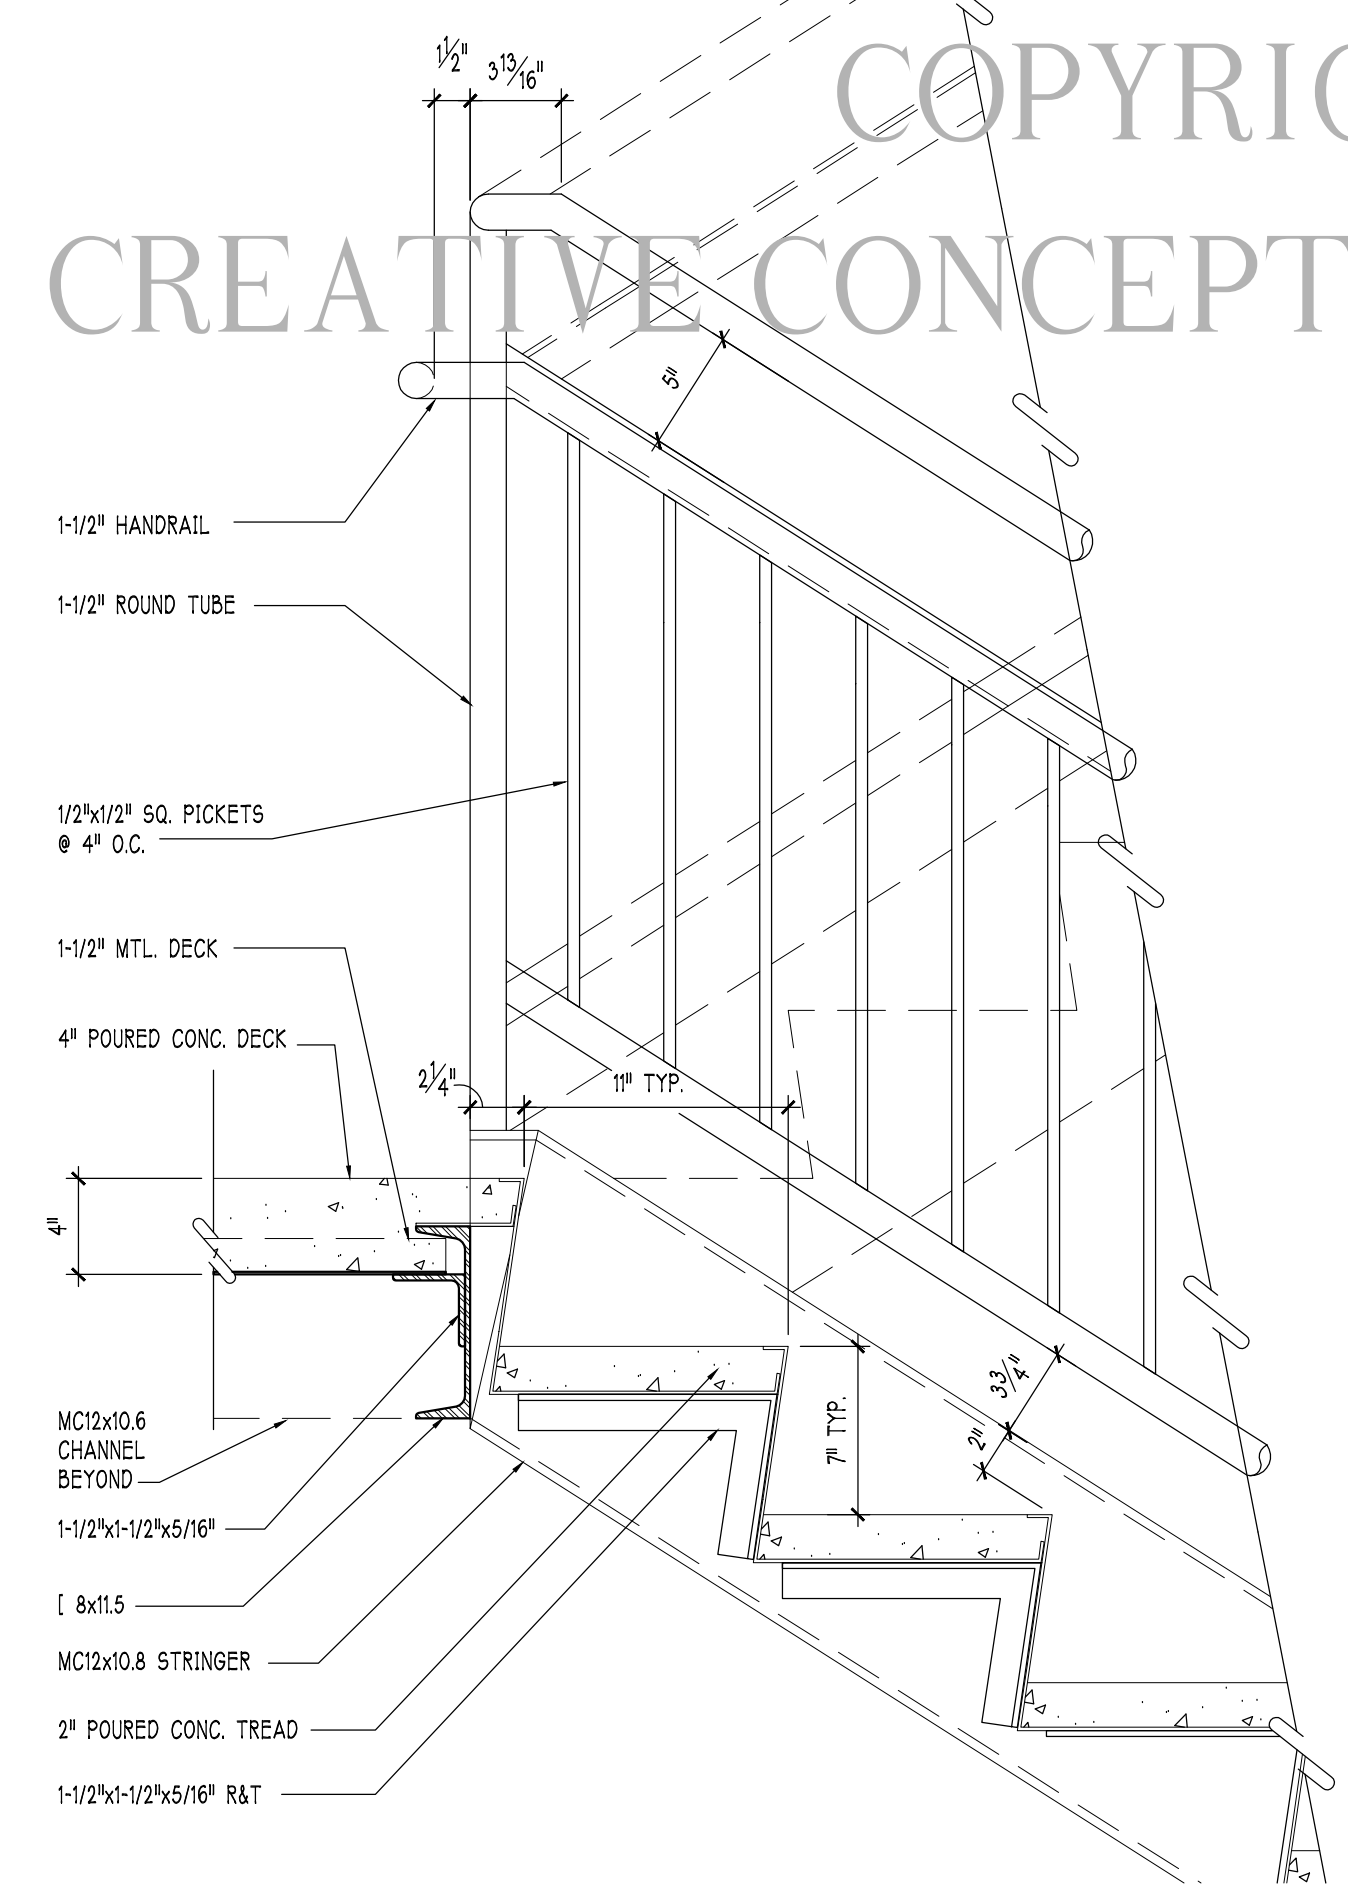 1½"
3 13/16"
COPYRIG
CREATIVE CONCEPT
5"
1-1/2" HANDRAIL
1-1/2" ROUND TUBE
1/2"x1/2" SQ. PICKETS
@ 4" O.C.
1-1/2" MTL. DECK
4" POURED CONC. DECK
2¼"
11" TYP.
4"
3¾"
2"
7" TYP.
MC12x10.6
CHANNEL
BEYOND
1-1/2"x1-1/2"x5/16"
[ 8x11.5
MC12x10.8 STRINGER
2" POURED CONC. TREAD
1-1/2"x1-1/2"x5/16" R&T